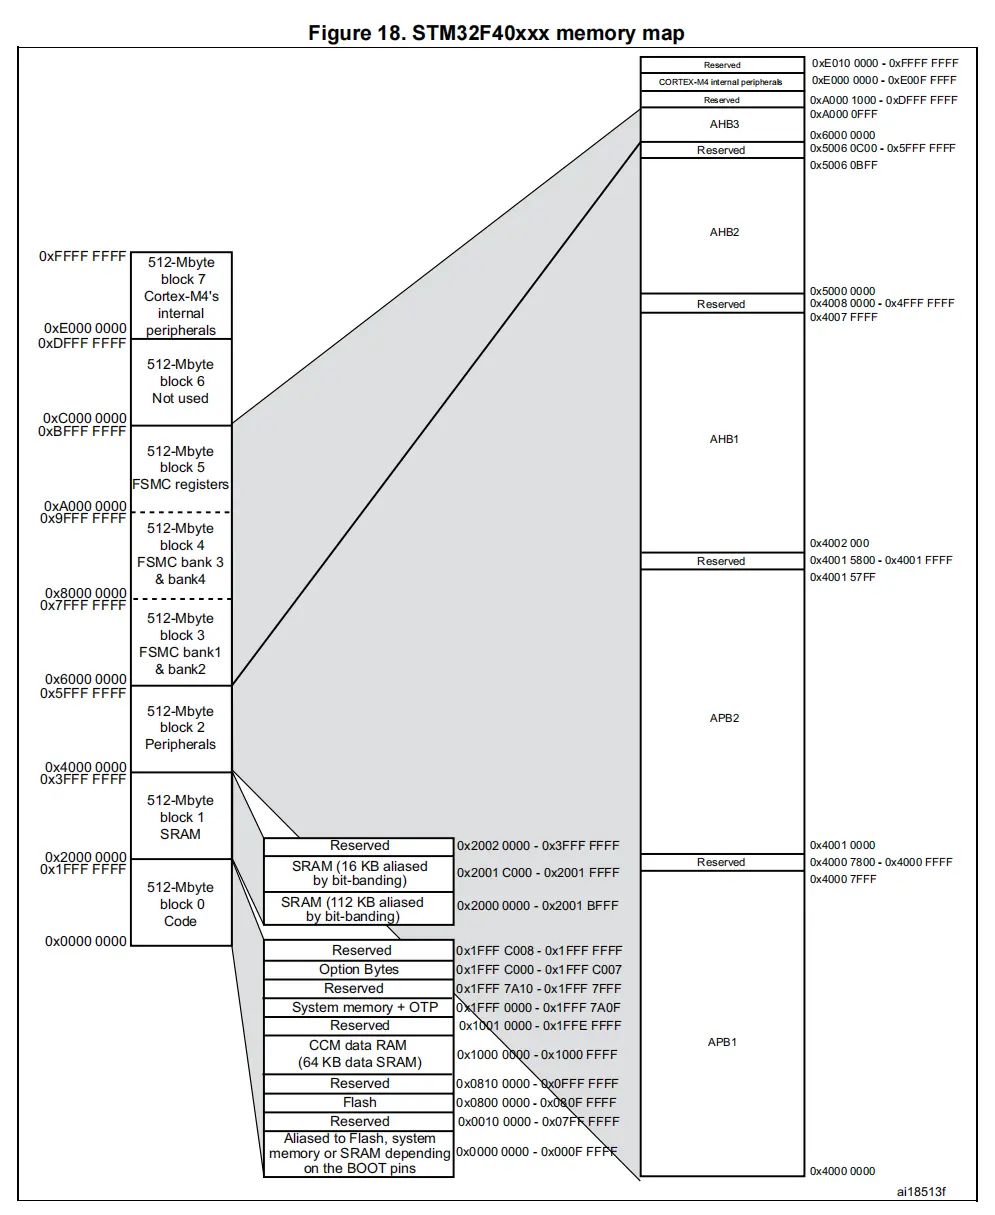 Figure 18. STM32F40xxx memory map
0xFFFF FFFF
512-Mbyte
block 7
Cortex-M4's
internal
peripherals
0xE000 0000
0xDFFF FFFF
512-Mbyte
block 6
Not used
0xC000 0000
0xBFFF FFFF
512-Mbyte
block 5
FSMC registers
0xA000 0000
0x9FFF FFFF
512-Mbyte
block 4
FSMC bank 3
& bank4
0x8000 0000
0x7FFF FFFF
512-Mbyte
block 3
FSMC bank1
& bank2
0x6000 0000
0x5FFF FFFF
512-Mbyte
block 2
Peripherals
0x4000 0000
0x3FFF FFFF
512-Mbyte
block 1
SRAM
0x2000 0000
0x1FFF FFFF
512-Mbyte
block 0
Code
0x0000 0000
Reserved 0x2002 0000 - 0x3FFF FFFF
SRAM (16 KB aliased
by bit-banding)
0x2001 C000 - 0x2001 FFFF
SRAM (112 KB aliased
by bit-banding)
0x2000 0000 - 0x2001 BFFF
Reserved 0x1FFF C008 - 0x1FFF FFFF
Option Bytes 0x1FFF C000 - 0x1FFF C007
Reserved 0x1FFF 7A10 - 0x1FFF 7FFF
System memory + OTP 0x1FFF 0000 - 0x1FFF 7A0F
Reserved 0x1001 0000 - 0x1FFE FFFF
CCM data RAM
(64 KB data SRAM)
0x1000 0000 - 0x1000 FFFF
Reserved 0x0810 0000 - 0x0FFF FFFF
Flash 0x0800 0000 - 0x080F FFFF
Reserved 0x0010 0000 - 0x07FF FFFF
Aliased to Flash, system
memory or SRAM depending
on the BOOT pins
0x0000 0000 - 0x000F FFFF
Reserved 0xE010 0000 - 0xFFFF FFFF
CORTEX-M4 internal peripherals 0xE000 0000 - 0xE00F FFFF
Reserved 0xA000 1000 - 0xDFFF FFFF
0xA000 0FFF
AHB3
0x6000 0000
Reserved 0x5006 0C00 - 0x5FFF FFFF
0x5006 0BFF
AHB2
0x5000 0000
Reserved 0x4008 0000 - 0x4FFF FFFF
0x4007 FFFF
AHB1
0x4002 000
Reserved 0x4001 5800 - 0x4001 FFFF
0x4001 57FF
APB2
0x4001 0000
Reserved 0x4000 7800 - 0x4000 FFFF
0x4000 7FFF
APB1
0x4000 0000
ai18513f